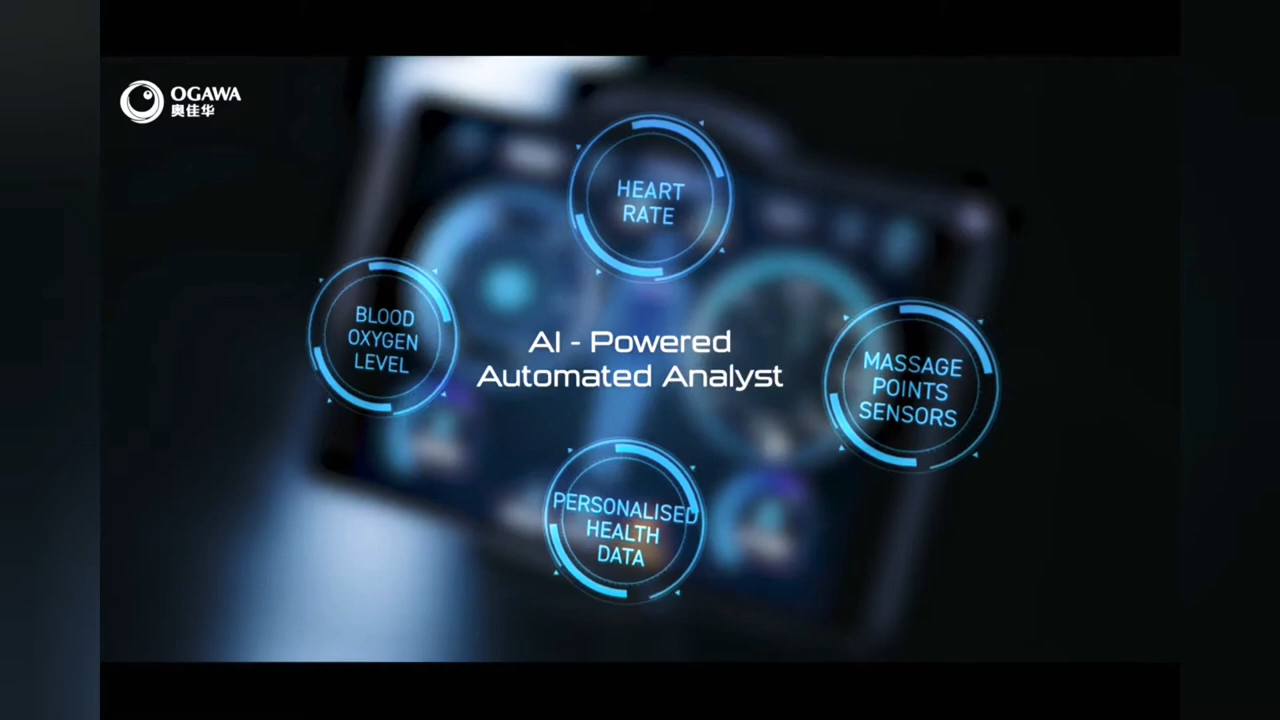 OGAWA
奥佳华
HEART
RATE
BLOOD
OXYGEN
LEVEL
AI - Powered
Automated Analyst
MASSAGE
POINTS
SENSORS
PERSONALISED
HEALTH
DATA